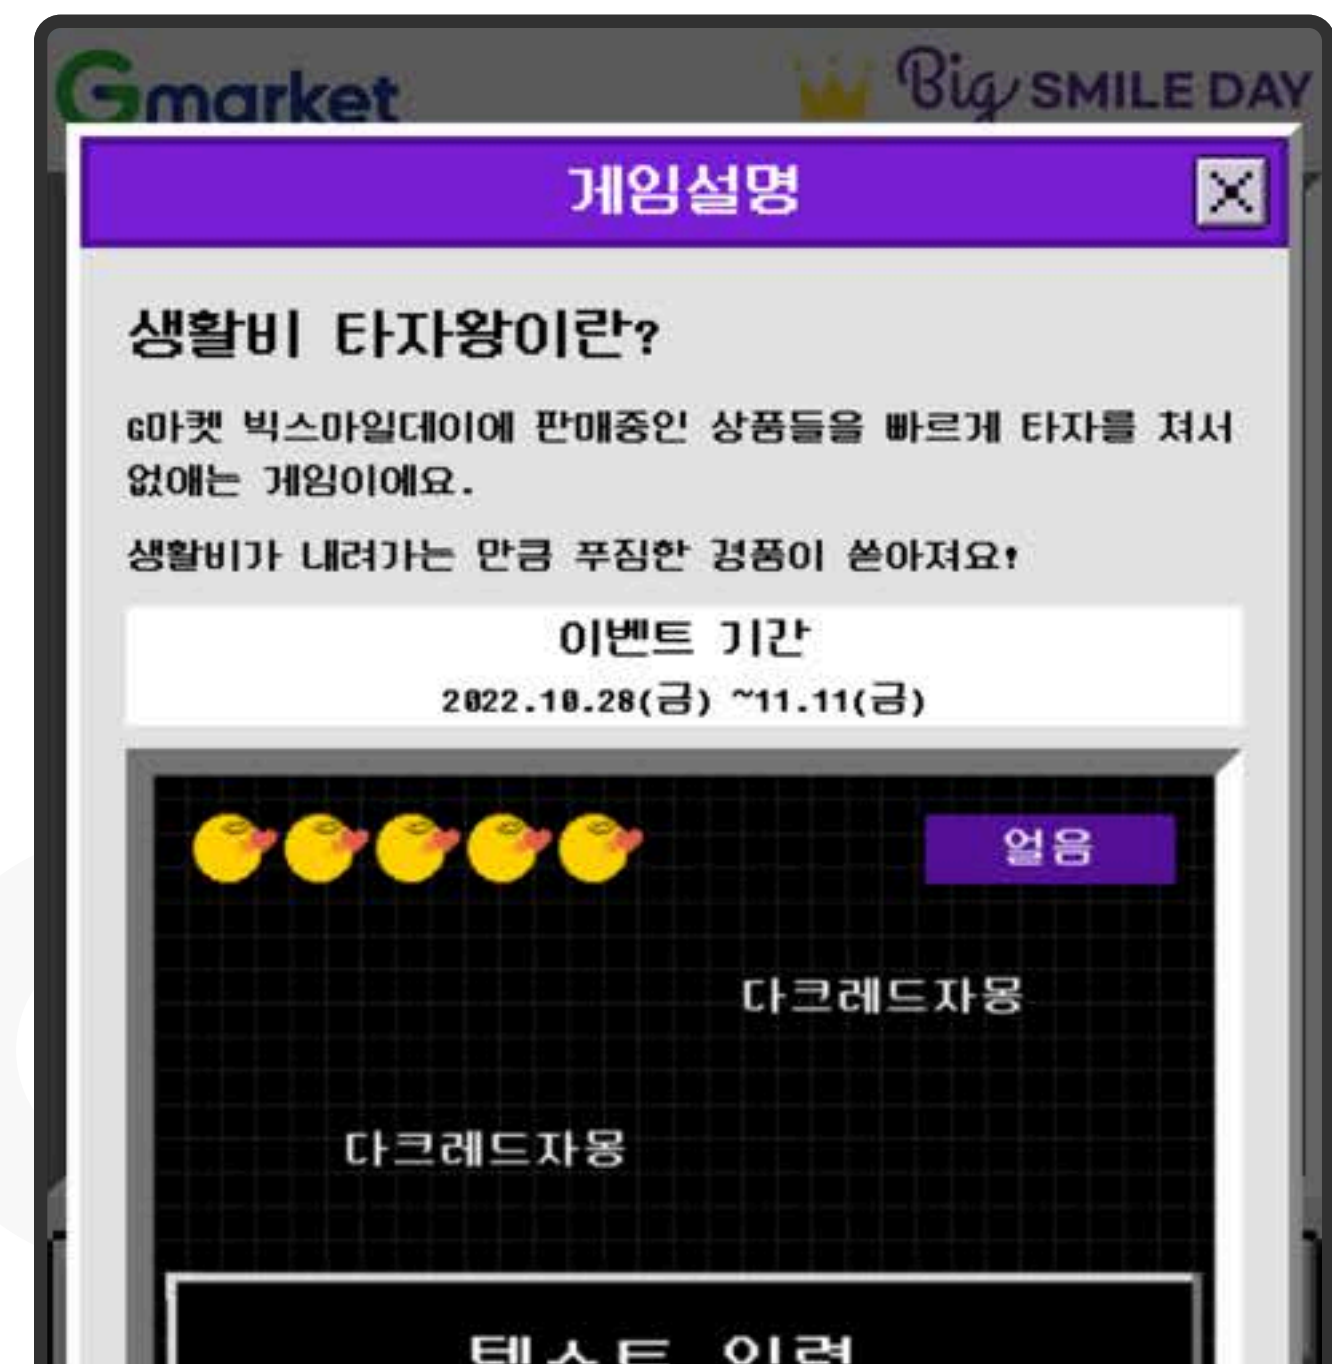 Gmarket
Big SMILE DAY
게임설명
생활비 타자왕이란?
G마켓 빅스마일데이에 판매중인 상품들을 빠르게 타자를 쳐서
없애는 게임이에요.
생활비가 내려가는 만큼 푸짐한 경품이 쏟아져요!
이벤트 기간
2022.10.28(금) ~11.11(금)
얼음
다크레드자몽
다크레드자몽
텍스트 입력